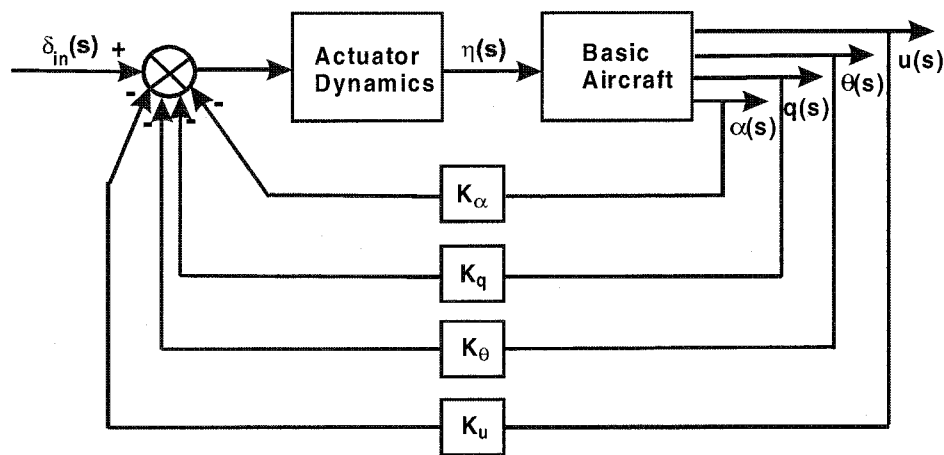 δin(s) +
Actuator
Dynamics
η(s)
Basic
Aircraft
u(s)
θ(s)
q(s)
α(s)
-
-
-
-
Kα
Kq
Kθ
Ku